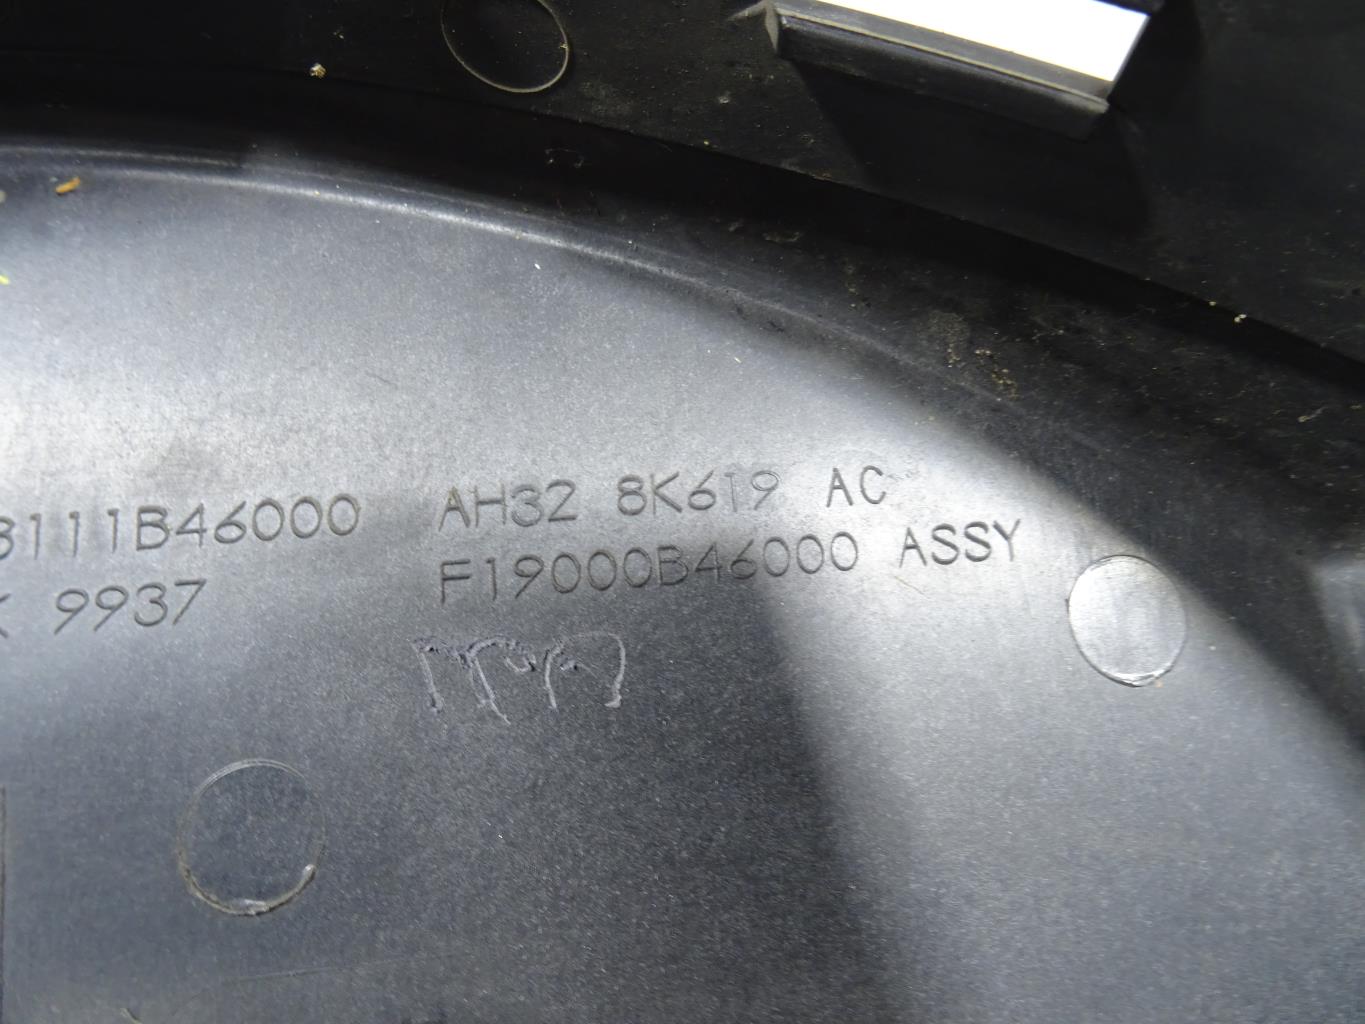 3111B46000 AH32 8K619 AC
9937 F19000B46000 ASSY